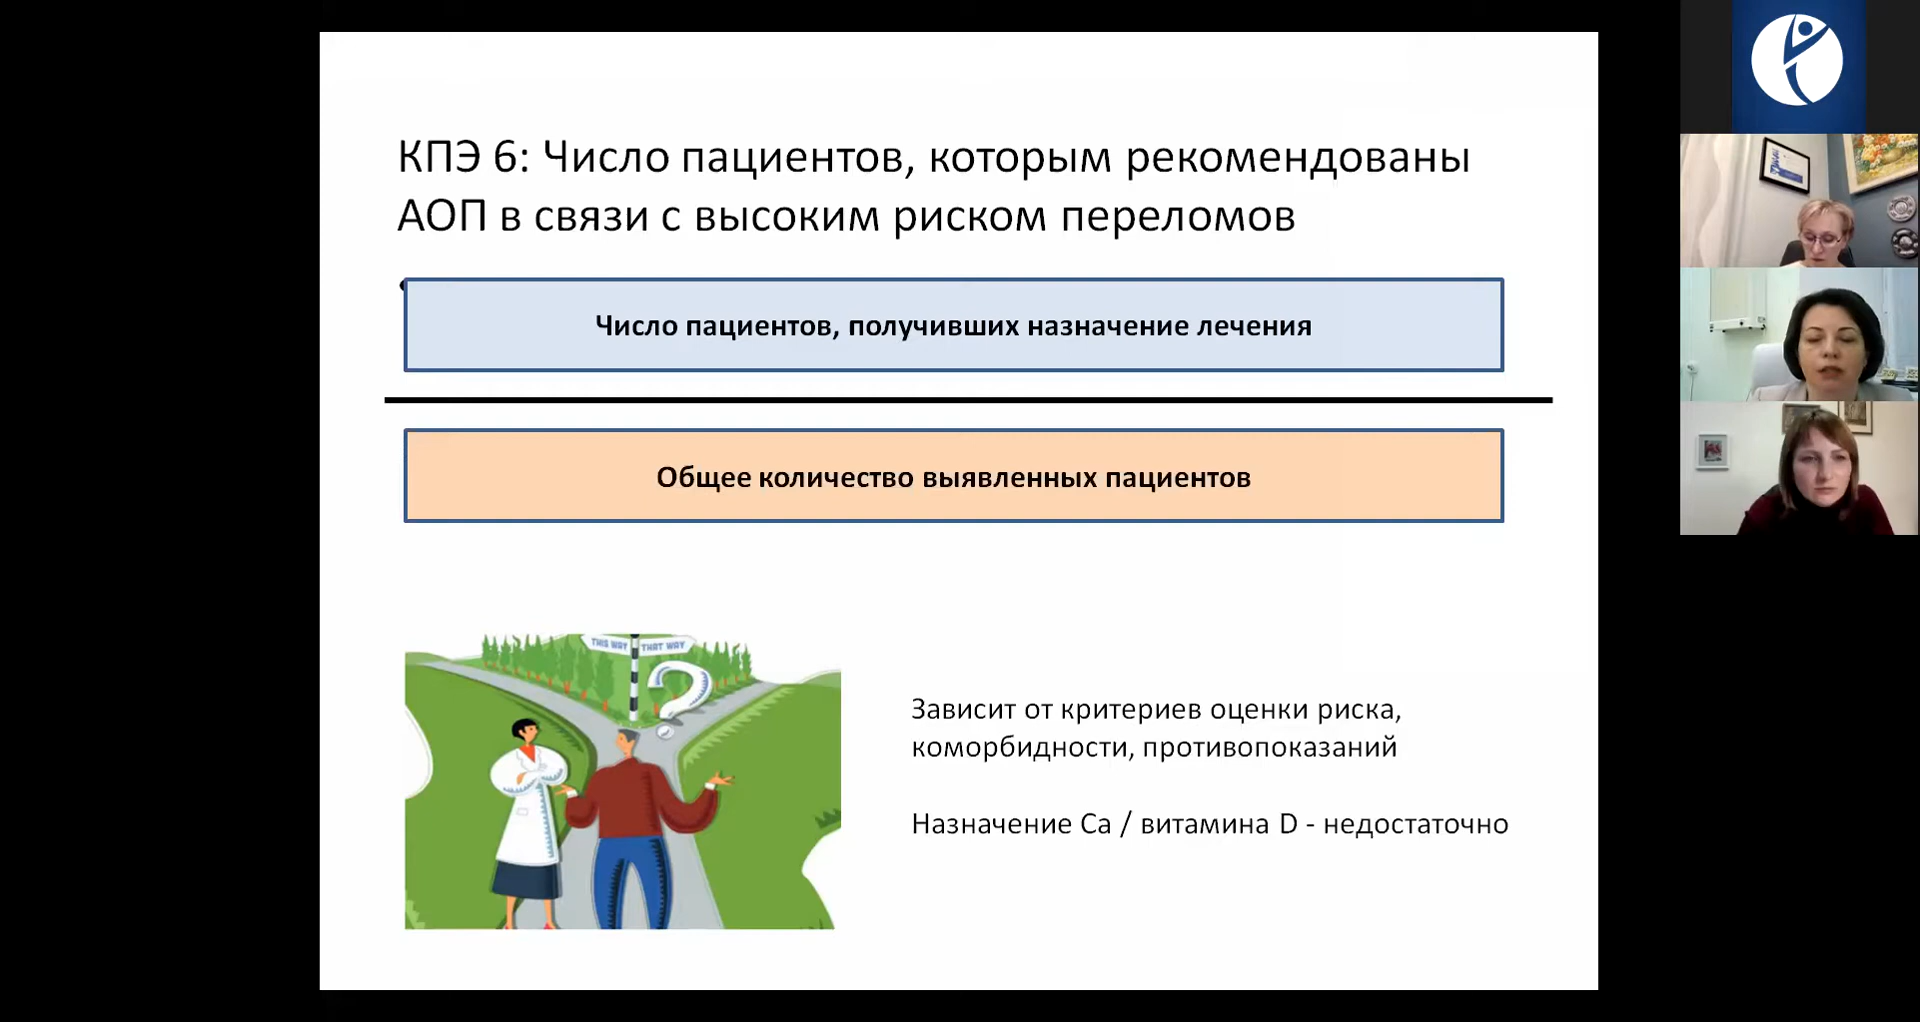 КПЭ 6: Число пациентов, которым рекомендованы
АОП в связи с высоким риском переломов
Число пациентов, получивших назначение лечения
Общее количество выявленных пациентов
THIS WAY
THAT WAY
Зависит от критериев оценки риска,
коморбидности, противопоказаний
Назначение Ca / витамина D - недостаточно